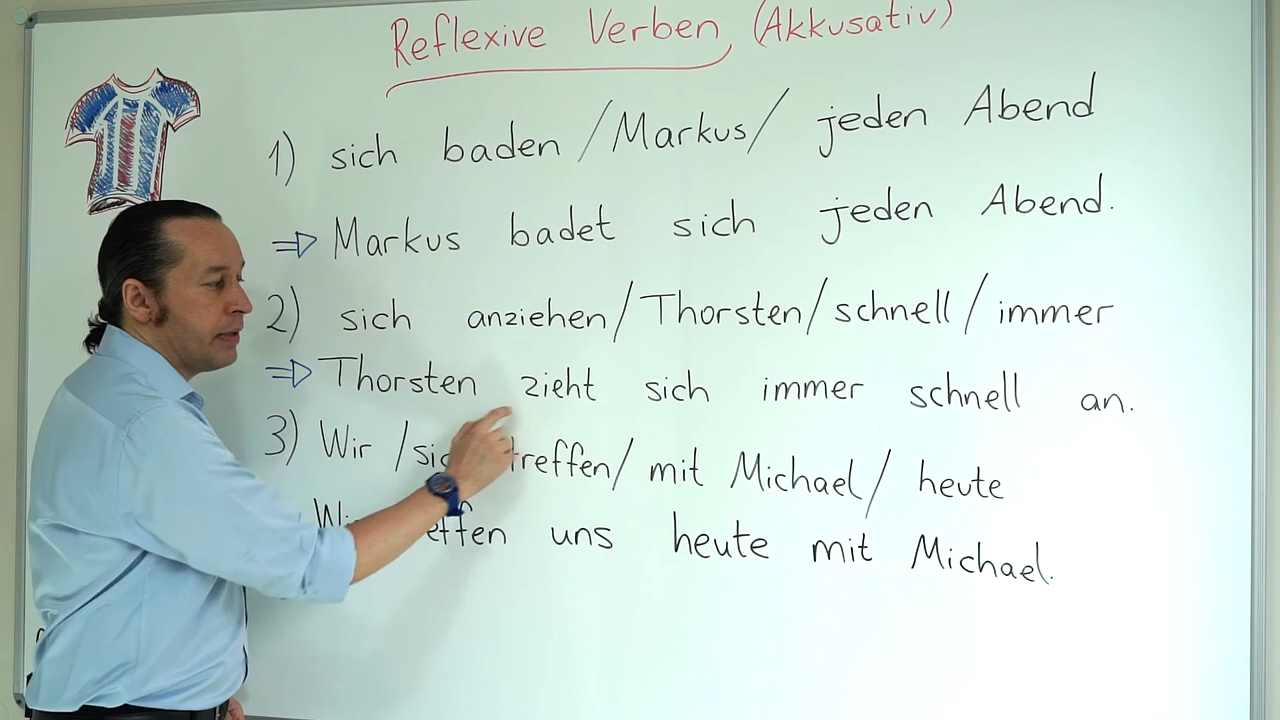 Reflexive Verben (Akkusativ)
1) sich baden / Markus / jeden Abend
⇒ Markus badet sich jeden Abend.
2) sich anziehen / Thorsten / schnell / immer
⇒ Thorsten zieht sich immer schnell an.
3) Wir / treffen / mit Michael / heute
uns heute mit Michael.